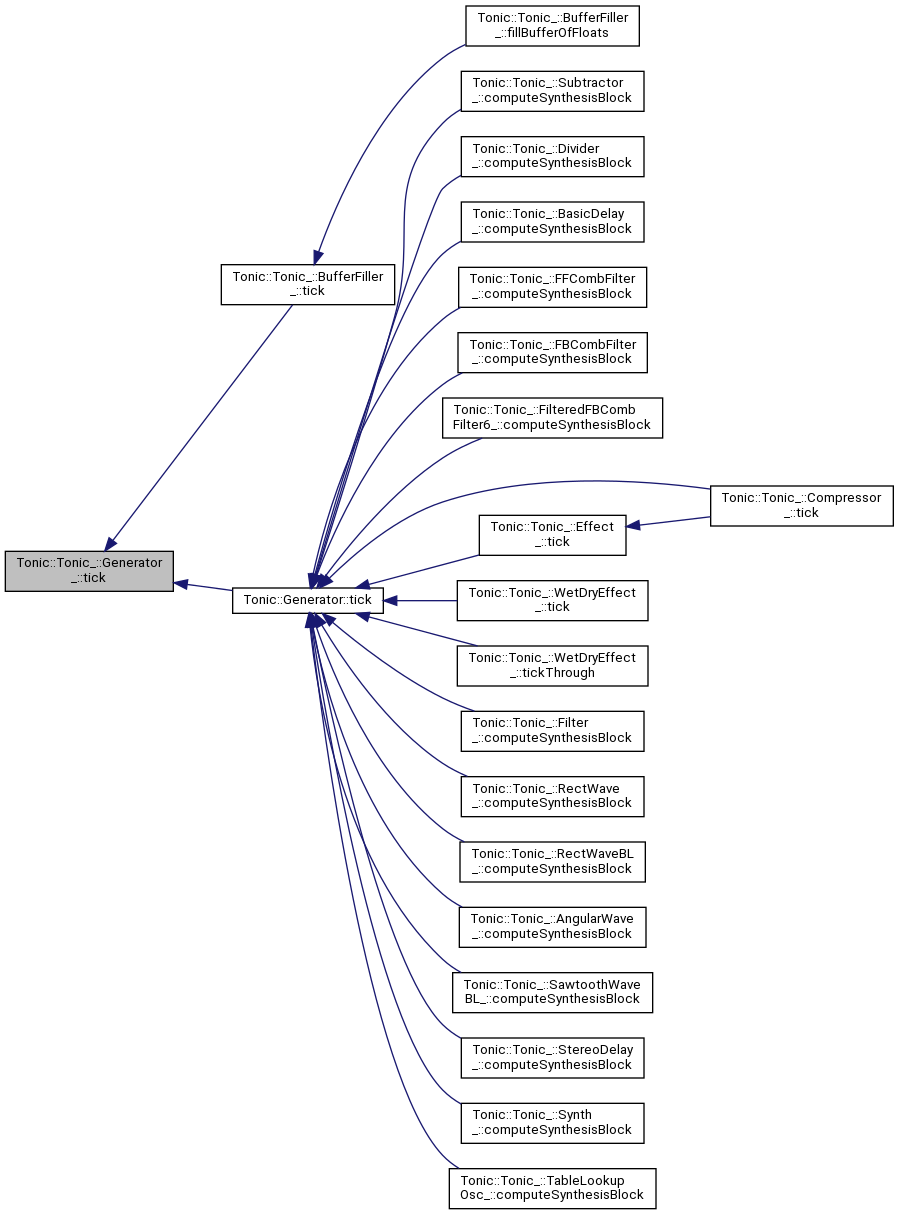 Tonic::Tonic_::BufferFiller
_::fillBufferOfFloats
Tonic::Tonic_::Subtractor
_::computeSynthesisBlock
Tonic::Tonic_::Divider
_::computeSynthesisBlock
Tonic::Tonic_::BasicDelay
_::computeSynthesisBlock
Tonic::Tonic_::BufferFiller
_::tick
Tonic::Tonic_::FFCombFilter
_::computeSynthesisBlock
Tonic::Tonic_::FBCombFilter
_::computeSynthesisBlock
Tonic::Tonic_::FilteredFBComb
Filter6_::computeSynthesisBlock
Tonic::Tonic_::Compressor
_::tick
Tonic::Tonic_::Effect
_::tick
Tonic::Tonic_::Generator
_::tick
Tonic::Generator::tick
Tonic::Tonic_::WetDryEffect
_::tick
Tonic::Tonic_::WetDryEffect
_::tickThrough
Tonic::Tonic_::Filter
_::computeSynthesisBlock
Tonic::Tonic_::RectWave
_::computeSynthesisBlock
Tonic::Tonic_::RectWaveBL
_::computeSynthesisBlock
Tonic::Tonic_::AngularWave
_::computeSynthesisBlock
Tonic::Tonic_::SawtoothWave
BL_::computeSynthesisBlock
Tonic::Tonic_::StereoDelay
_::computeSynthesisBlock
Tonic::Tonic_::Synth
_::computeSynthesisBlock
Tonic::Tonic_::TableLookup
Osc_::computeSynthesisBlock